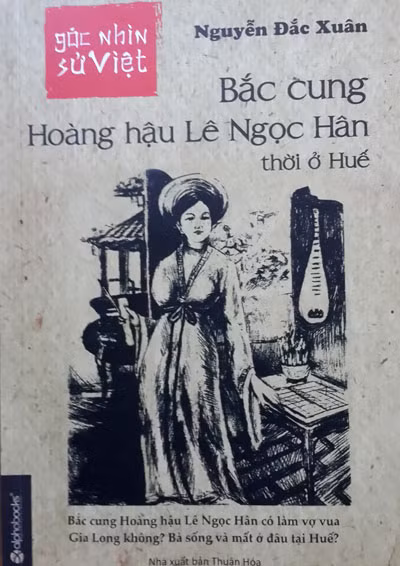 góc nhìn
sử Việt
Nguyễn Đắc Xuân
Bắc cung
Hoàng hậu Lê Ngọc Hân
thời ở Huế
Bắc cung Hoàng hậu Lê Ngọc Hân có làm vợ vua
Gia Long không? Bà sống và mất ở đâu tại Huế?
alphabooks
Nhà xuất bản Thuận Hóa